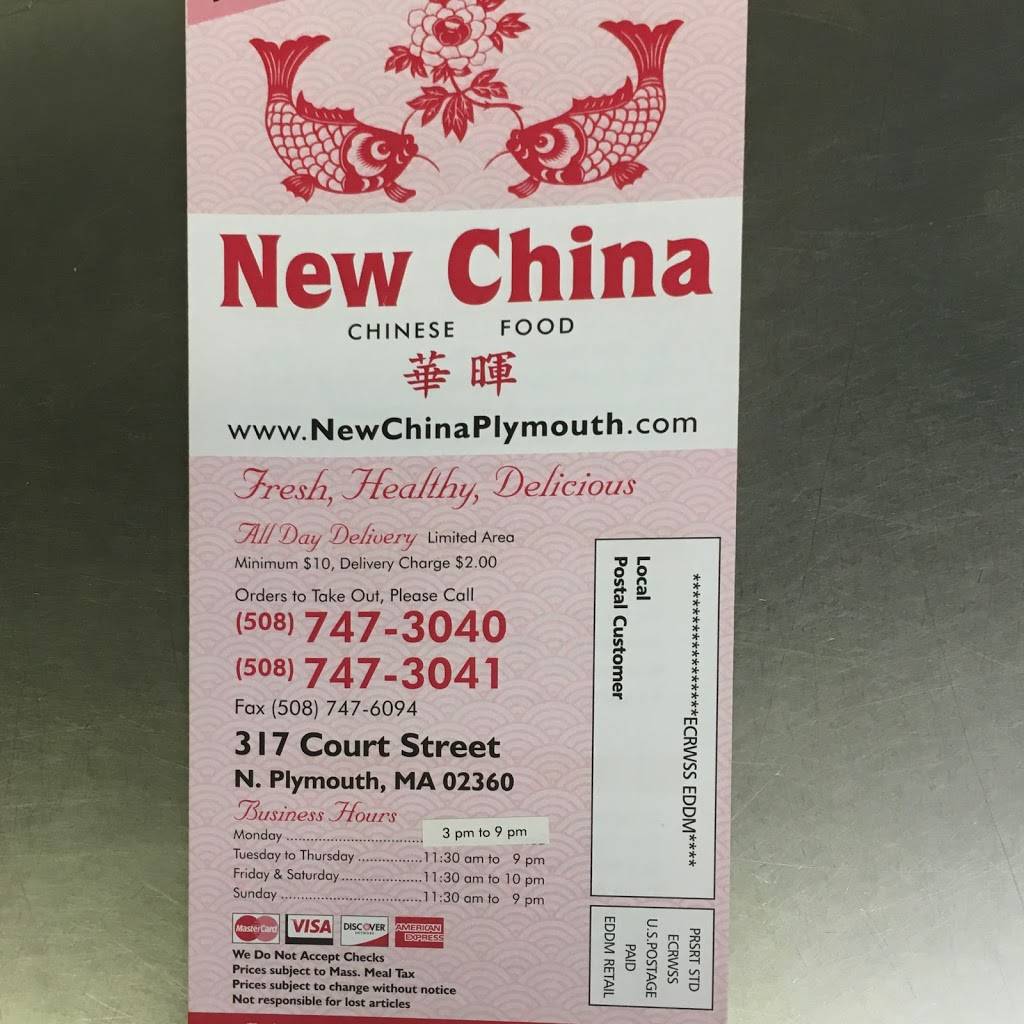 New China
CHINESE FOOD
華暉
www.NewChinaPlymouth.com
Fresh, Healthy, Delicious
All Day Delivery Limited Area
Minimum $10, Delivery Charge $2.00
Orders to Take Out, Please Call
(508) 747-3040
(508) 747-3041
Fax (508) 747-6094
317 Court Street
N. Plymouth, MA 02360
Business Hours
Monday ............................ 3 pm to 9 pm
Tuesday to Thursday ...............11:30 am to 9 pm
Friday & Saturday ...................11:30 am to 10 pm
Sunday .................................11:30 am to 9 pm
MasterCard VISA DISCOVER NETWORK AMERICAN EXPRESS
We Do Not Accept Checks
Prices subject to Mass. Meal Tax
Prices subject to change without notice
Not responsible for lost articles
*******************ECRWSS EDDM****
Local
Postal Customer
PRSRT STD
ECRWSS
U.S.POSTAGE
PAID
EDDM RETAIL